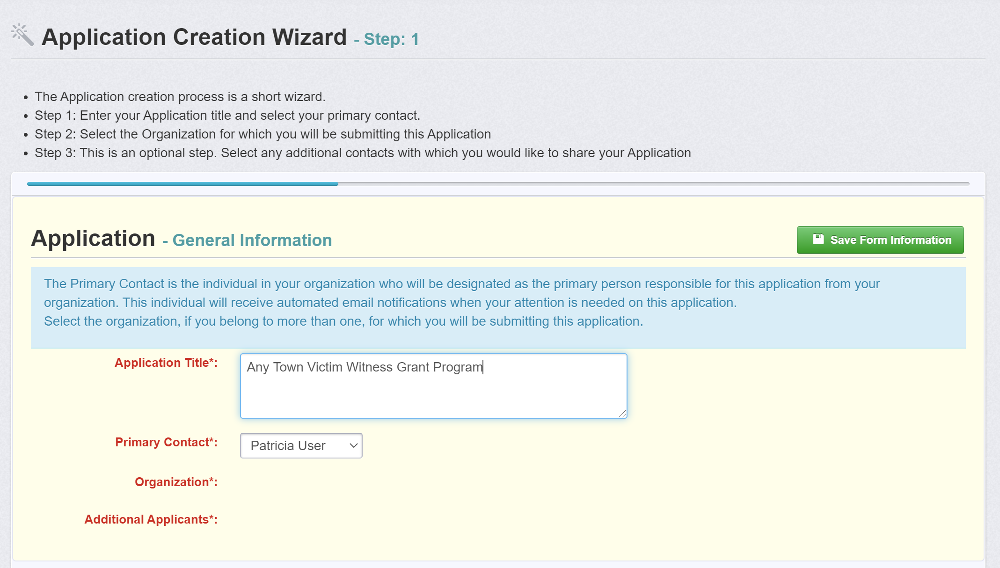 Application Creation Wizard - Step: 1
• The Application creation process is a short wizard.
• Step 1: Enter your Application title and select your primary contact.
• Step 2: Select the Organization for which you will be submitting this Application
• Step 3: This is an optional step. Select any additional contacts with which you would like to share your Application
Application - General Information
Save Form Information
The Primary Contact is the individual in your organization who will be designated as the primary person responsible for this application from your
organization. This individual will receive automated email notifications when your attention is needed on this application.
Select the organization, if you belong to more than one, for which you will be submitting this application.
Application Title*: Any Town Victim Witness Grant Program
Primary Contact*: Patricia User
Organization*:
Additional Applicants*: